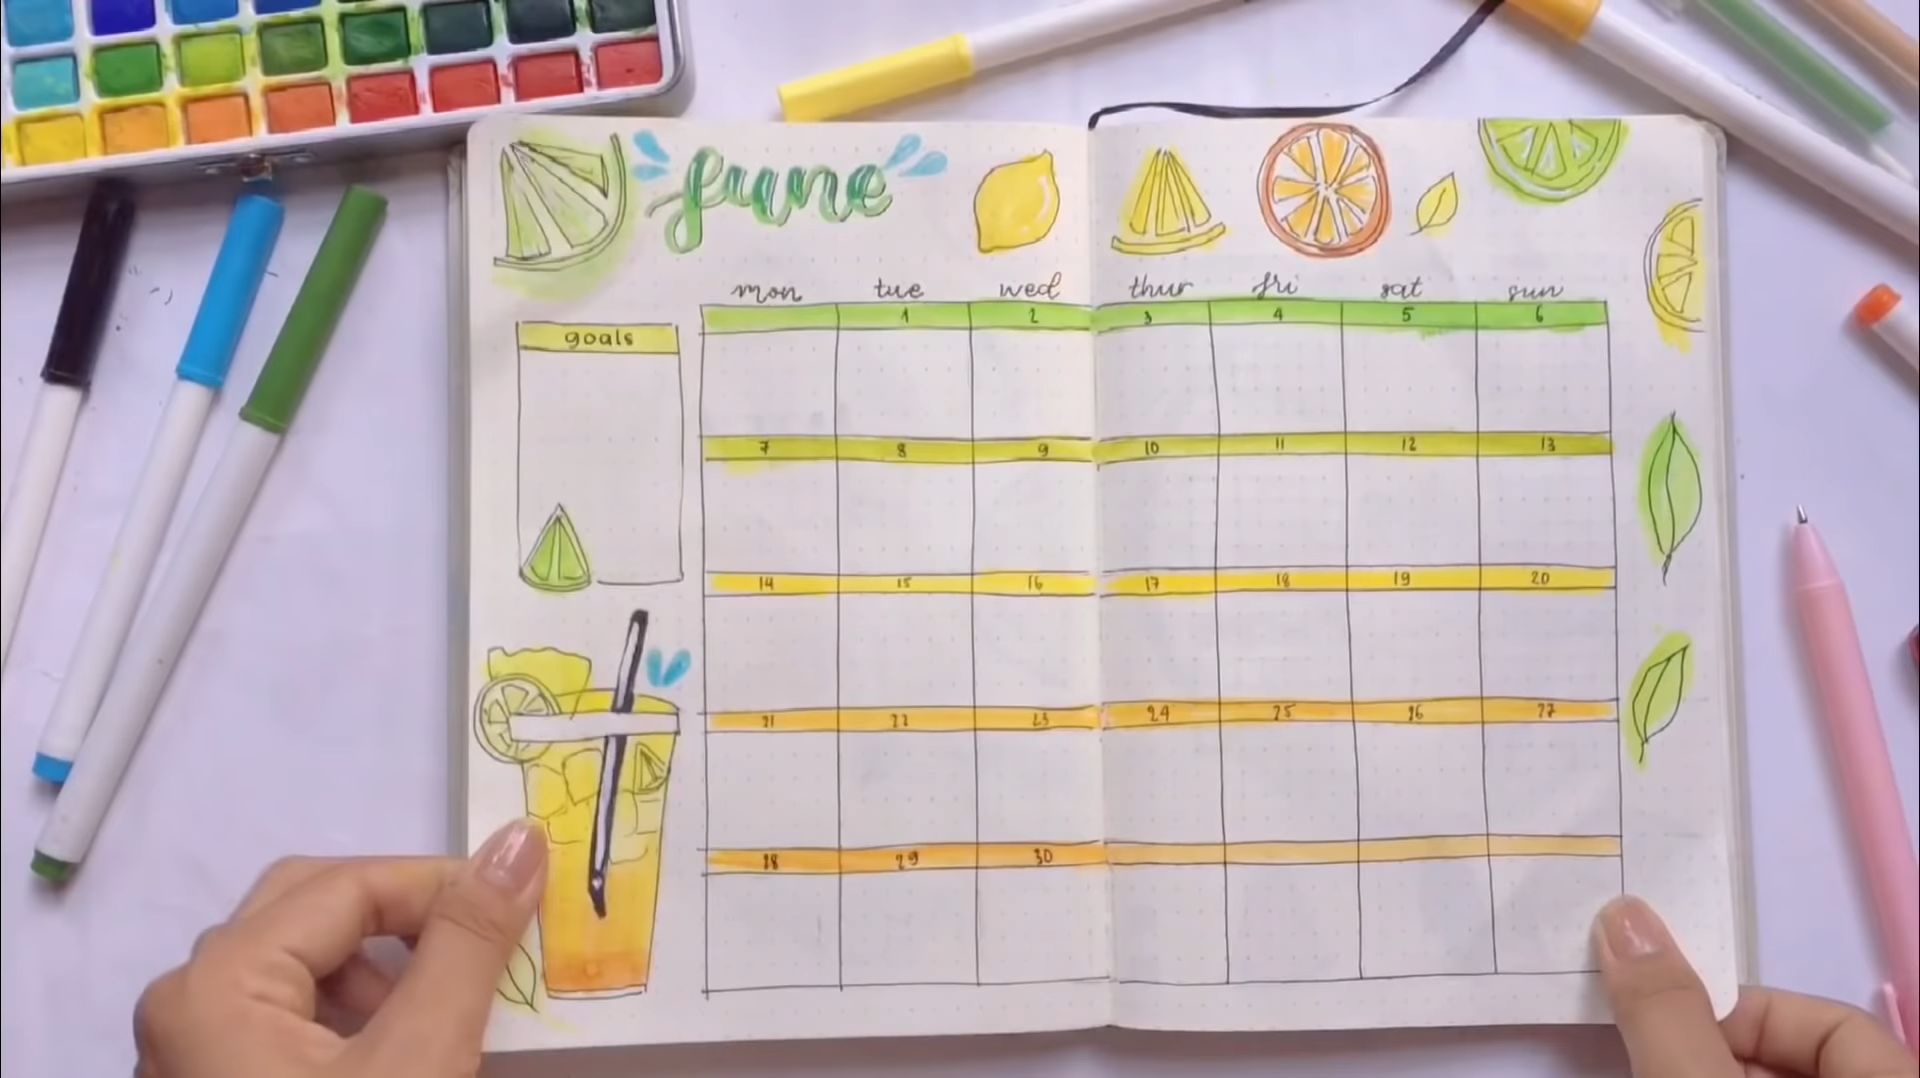 june
mon tue wed thur fri sat sun
goals
1 2 3 4 5 6
7 8 9 10 11 12 13
14 15 16 17 18 19 20
21 22 23 24 25 26 27
28 29 30